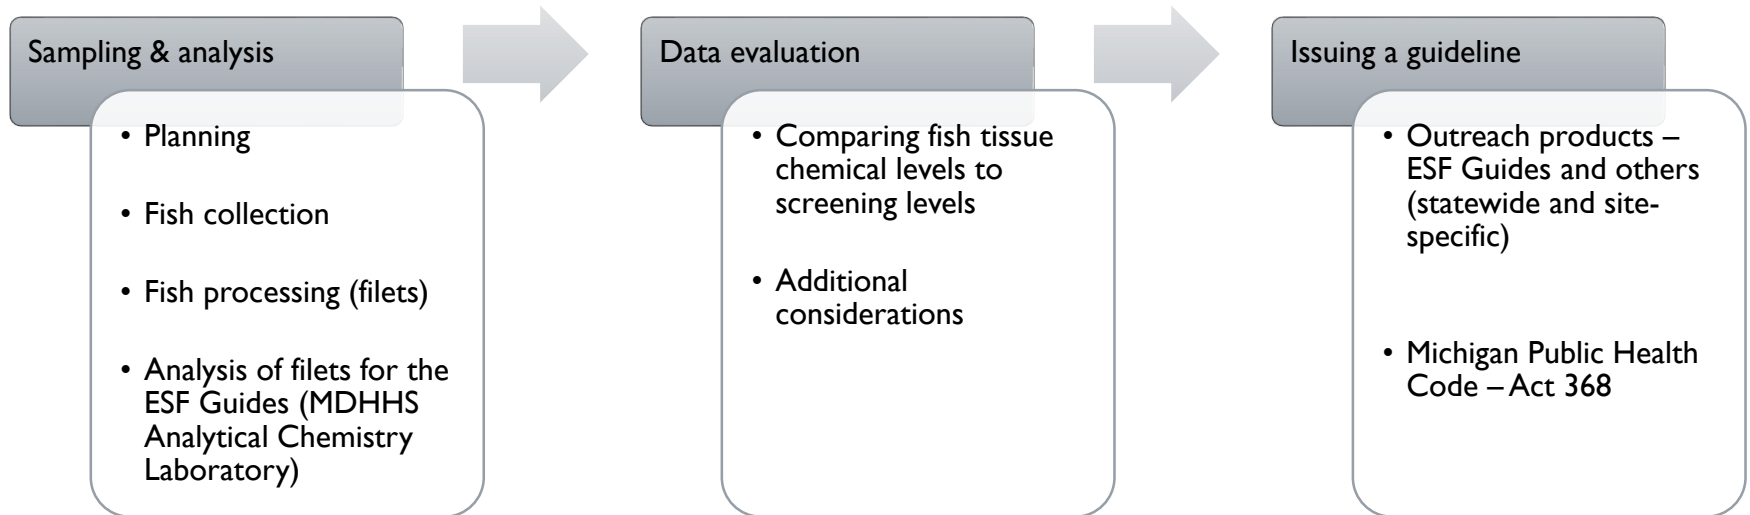 Sampling & analysis
• Planning
• Fish collection
• Fish processing (filets)
• Analysis of filets for the
ESF Guides (MDHHS
Analytical Chemistry
Laboratory)
Data evaluation
• Comparing fish tissue
chemical levels to
screening levels
• Additional
considerations
Issuing a guideline
• Outreach products –
ESF Guides and others
(statewide and site-
specific)
• Michigan Public Health
Code – Act 368